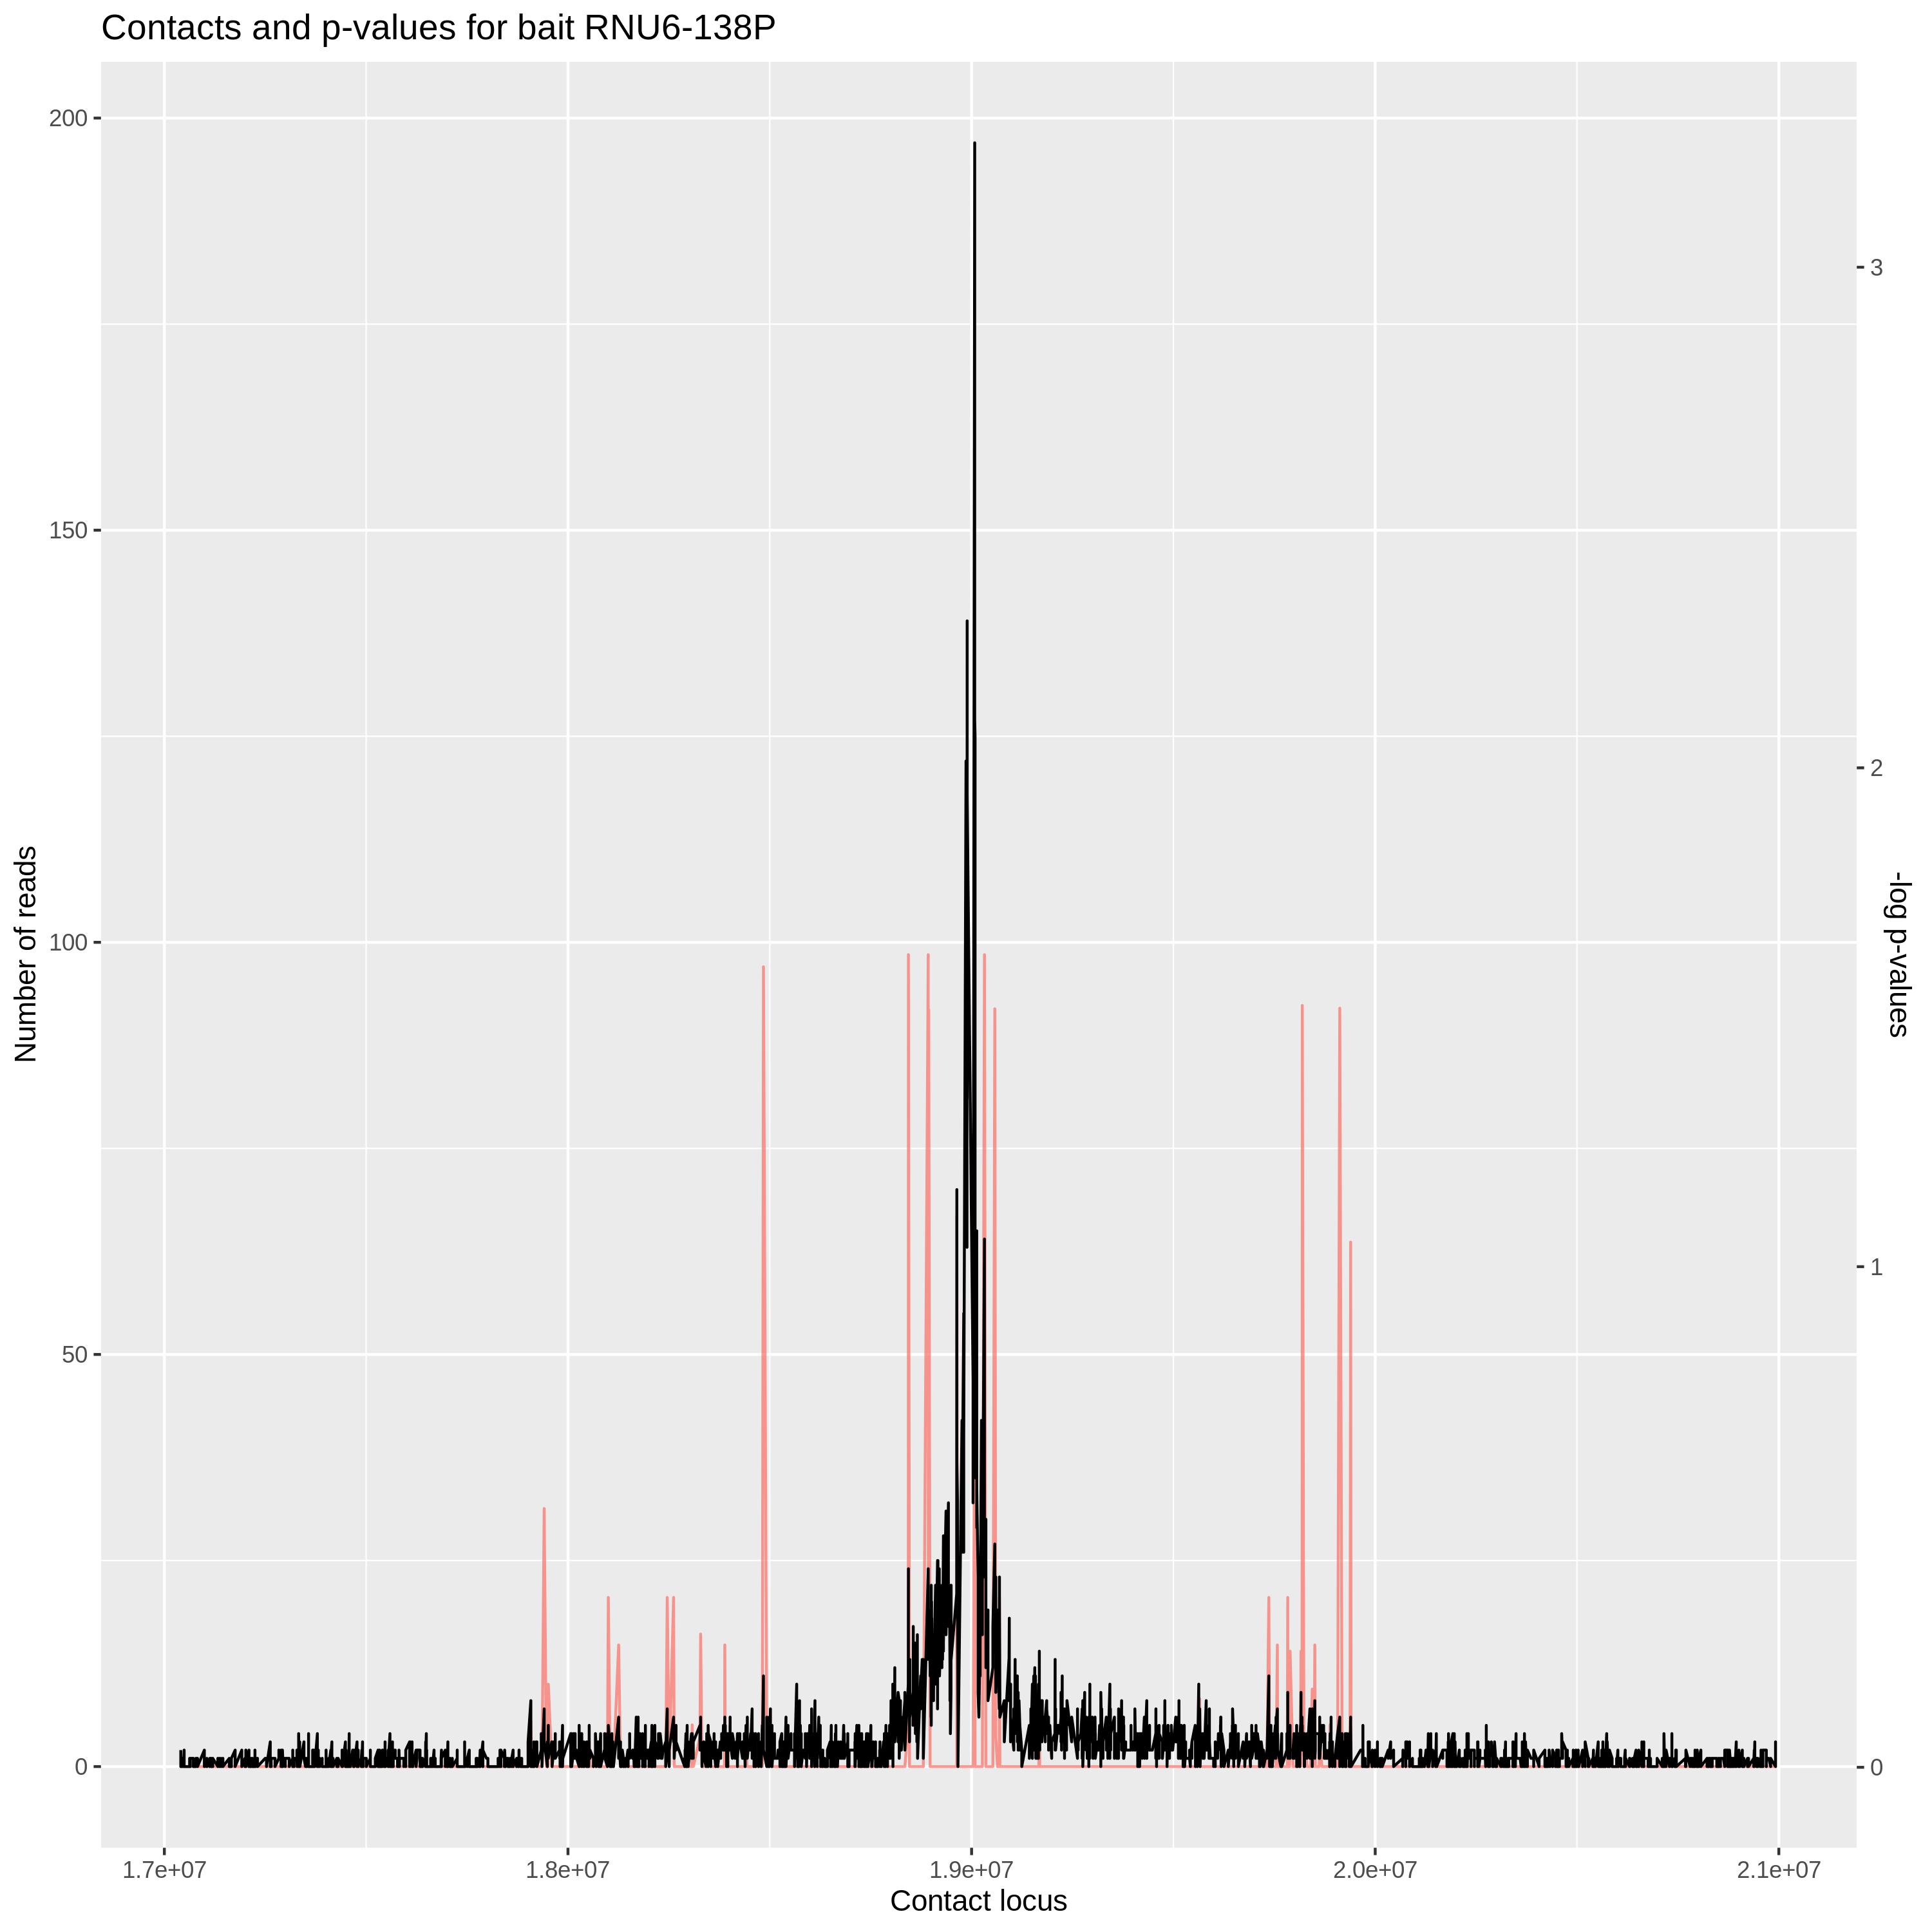 Contacts and p-values for bait RNU6-138P
200
150
100
50
0
Number of reads
3
2
1
0
-log p-values
1.7e+07
1.8e+07
1.9e+07
2.0e+07
2.1e+07
Contact locus